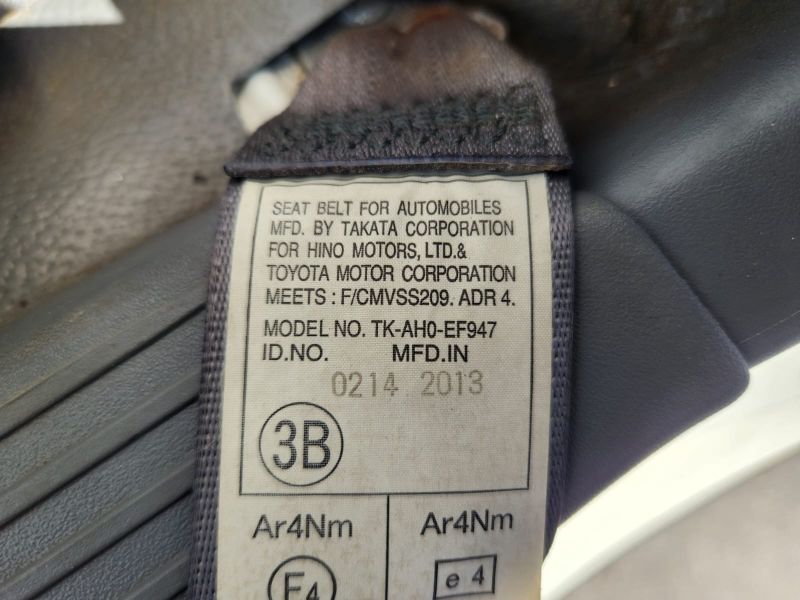 SEAT BELT FOR AUTOMOBILES
MFD. BY TAKATA CORPORATION
FOR HINO MOTORS, LTD.&
TOYOTA MOTOR CORPORATION
MEETS : F/CMVSS209. ADR 4.
MODEL NO. TK-AH0-EF947
ID.NO. MFD.IN
0214 2013
3B
Ar4Nm Ar4Nm
E4 e 4